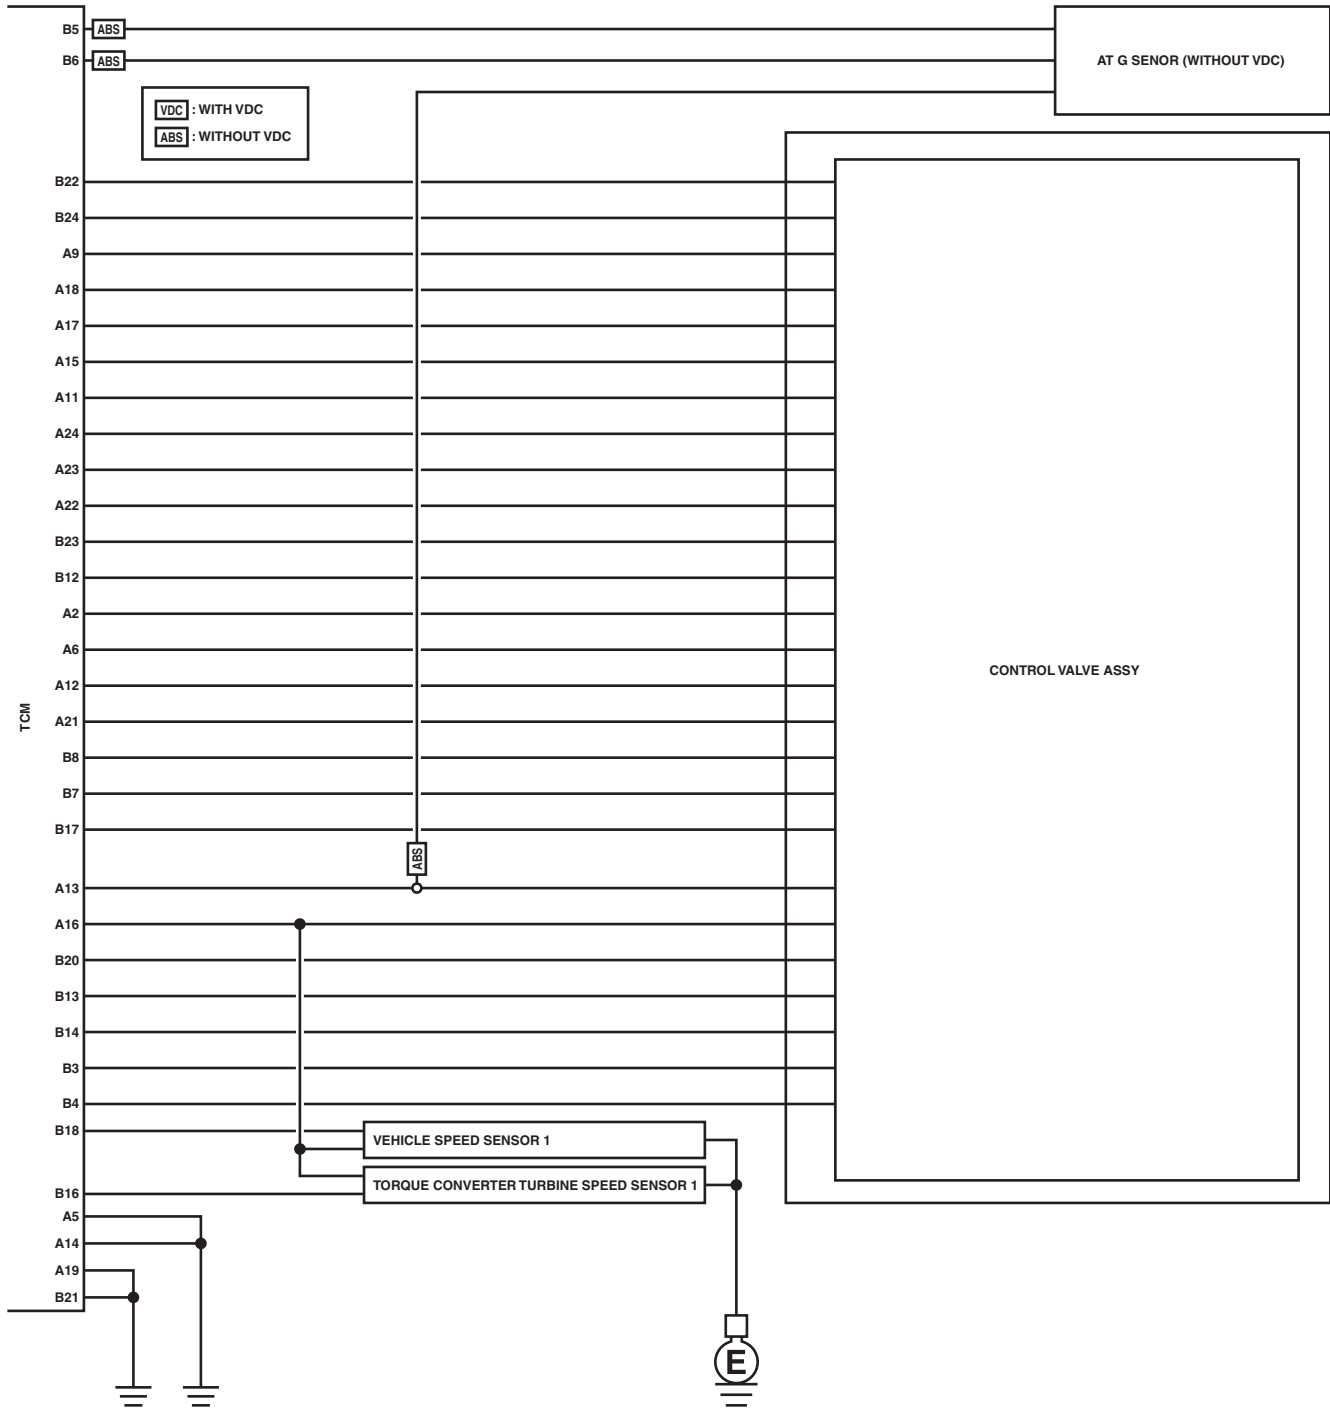 B5 ABS
B6 ABS
AT G SENOR (WITHOUT VDC)
VDC : WITH VDC
ABS : WITHOUT VDC
B22
B24
A9
A18
A17
A15
A11
A24
A23
A22
B23
B12
A2
A6
A12
A21
B8
B7
B17
TCM
CONTROL VALVE ASSY
ABS
A13
A16
B20
B13
B14
B3
B4
B18
VEHICLE SPEED SENSOR 1
TORQUE CONVERTER TURBINE SPEED SENSOR 1
B16
A5
A14
A19
B21
E